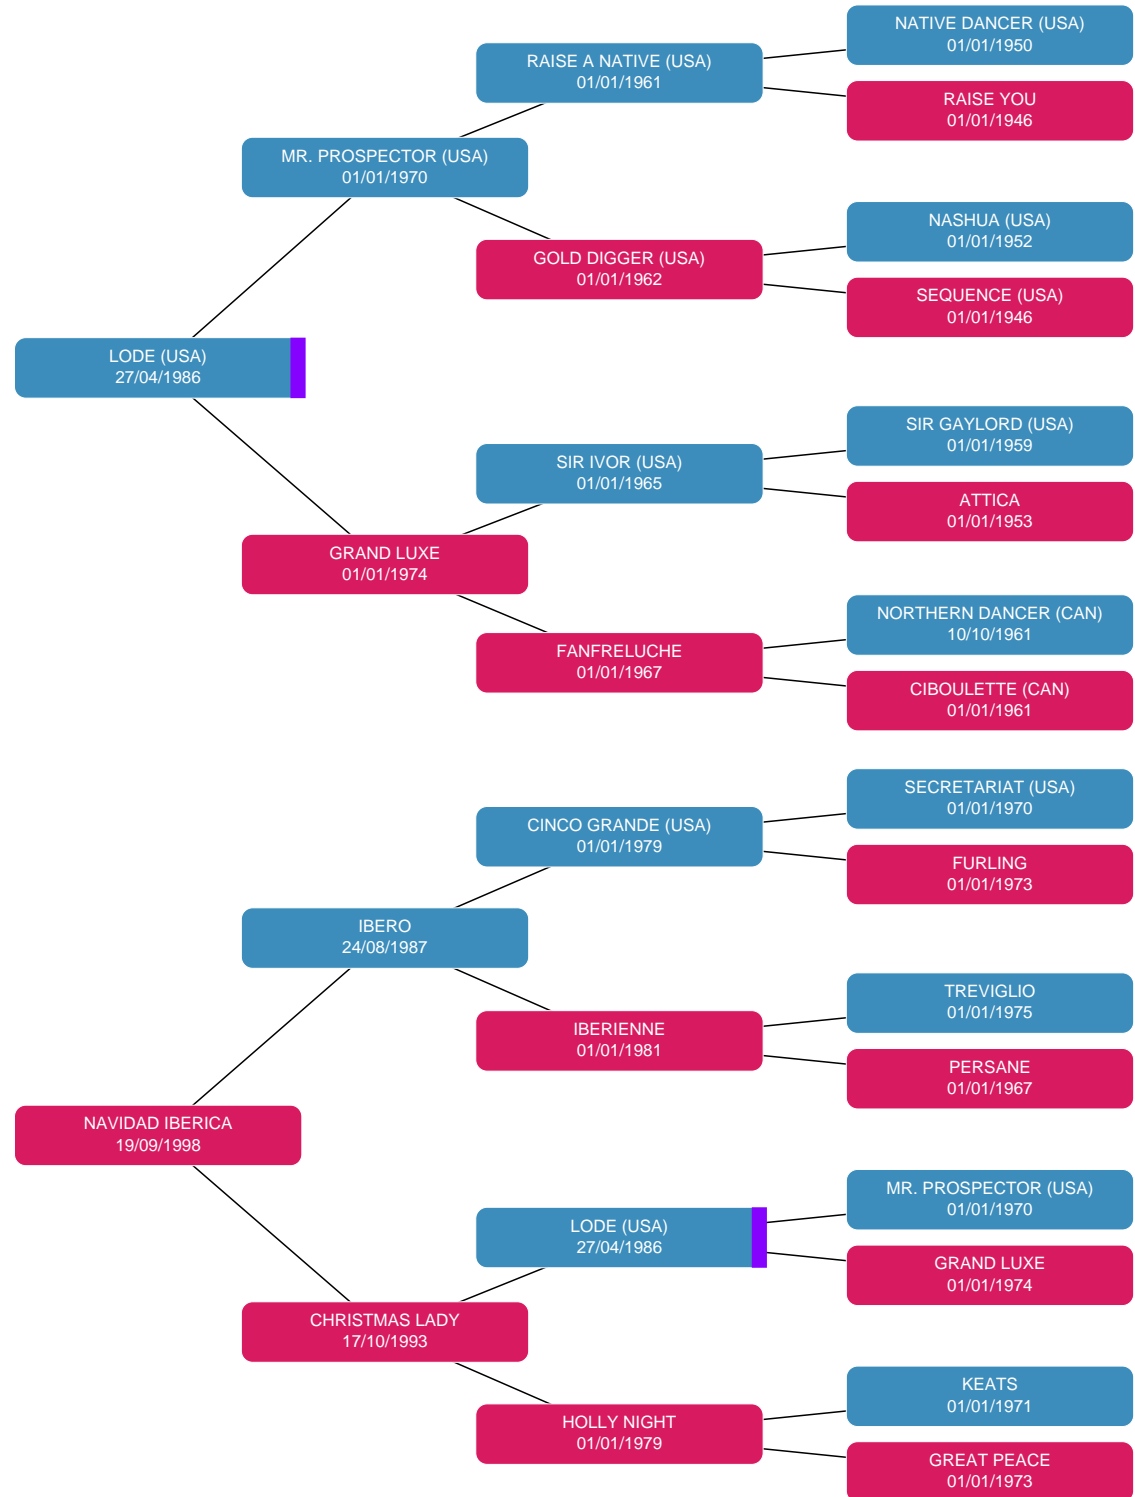 NATIVE DANCER (USA)
01/01/1950
RAISE A NATIVE (USA)
01/01/1961
RAISE YOU
01/01/1946
MR. PROSPECTOR (USA)
01/01/1970
NASHUA (USA)
01/01/1952
GOLD DIGGER (USA)
01/01/1962
SEQUENCE (USA)
01/01/1946
LODE (USA)
27/04/1986
SIR GAYLORD (USA)
01/01/1959
SIR IVOR (USA)
01/01/1965
ATTICA
01/01/1953
GRAND LUXE
01/01/1974
NORTHERN DANCER (CAN)
10/10/1961
FANFRELUCHE
01/01/1967
CIBOULETTE (CAN)
01/01/1961
SECRETARIAT (USA)
01/01/1970
CINCO GRANDE (USA)
01/01/1979
FURLING
01/01/1973
IBERO
24/08/1987
TREVIGLIO
01/01/1975
IBERIENNE
01/01/1981
PERSANE
01/01/1967
NAVIDAD IBERICA
19/09/1998
MR. PROSPECTOR (USA)
01/01/1970
LODE (USA)
27/04/1986
GRAND LUXE
01/01/1974
CHRISTMAS LADY
17/10/1993
KEATS
01/01/1971
HOLLY NIGHT
01/01/1979
GREAT PEACE
01/01/1973